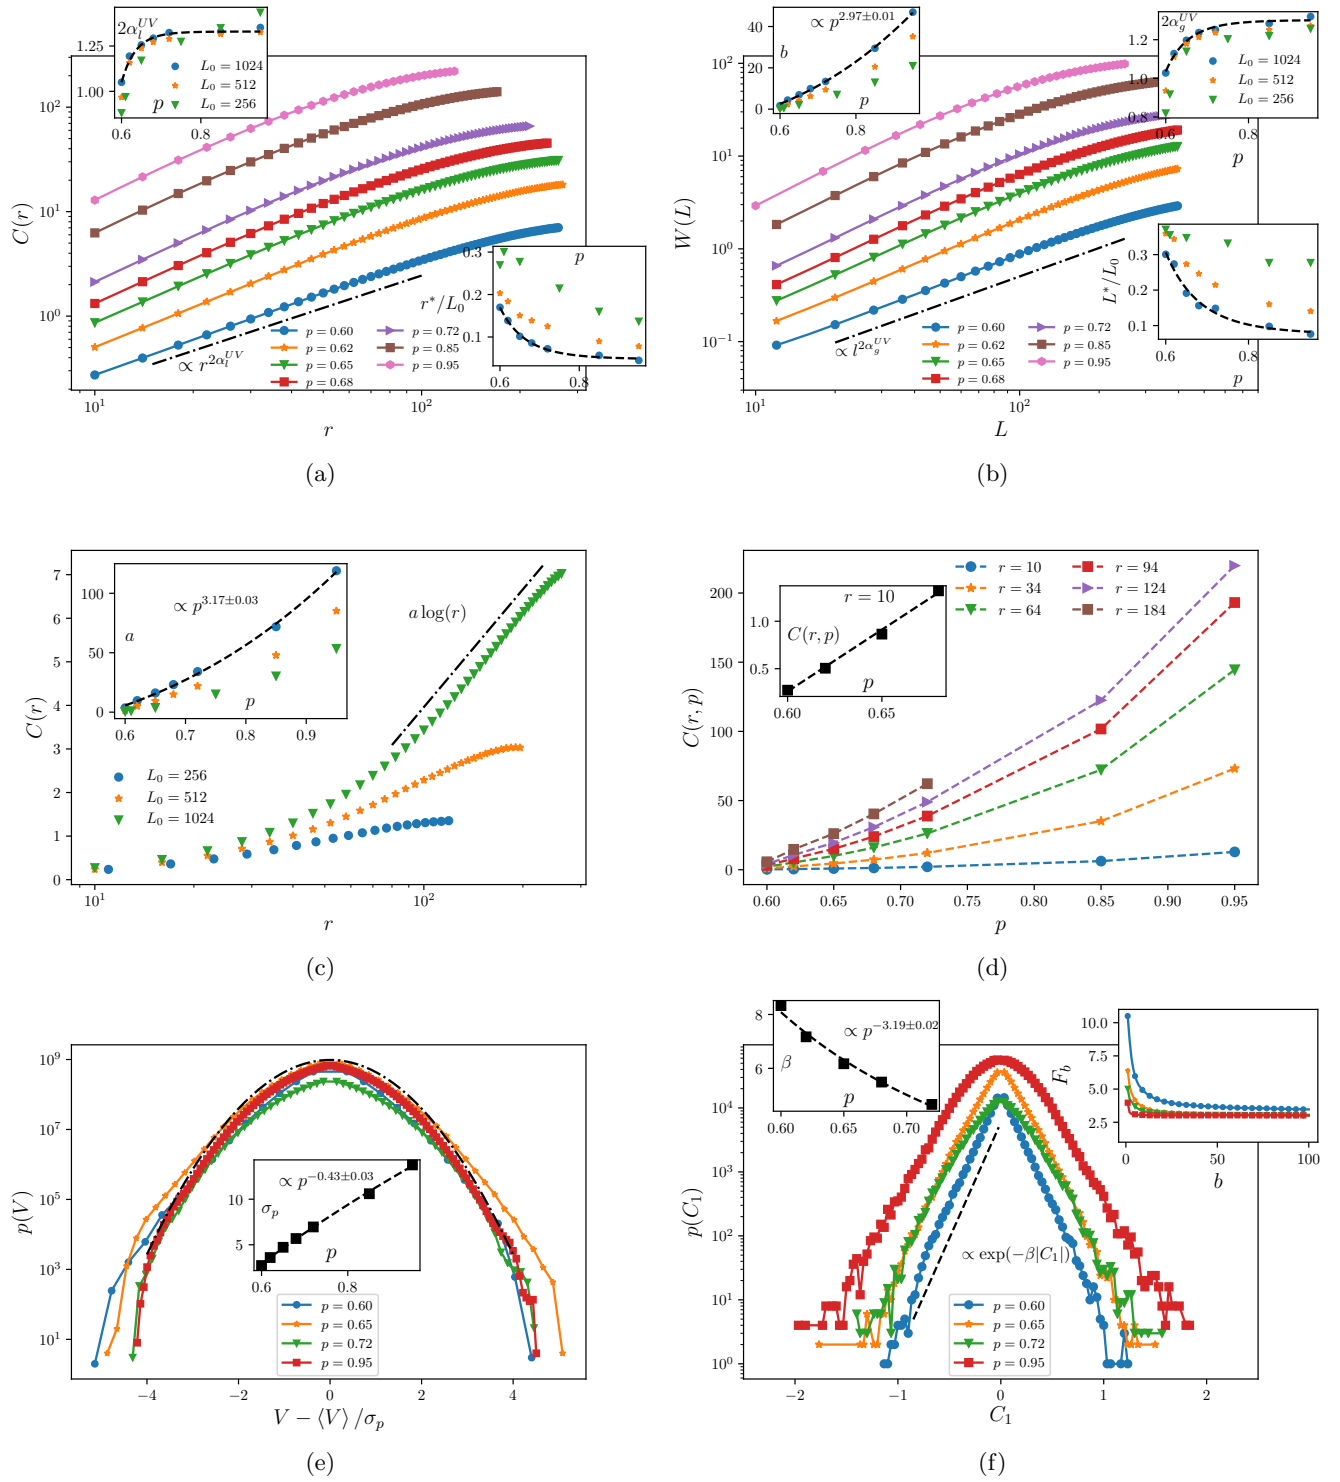 2α_l^{UV}
1.25
1.00
p
L_0 = 1024
L_0 = 512
L_0 = 256
0.6
0.8
10^2
10^1
10^0
C(r)
∝ r^{2α_l^{UV}}
p = 0.60
p = 0.62
p = 0.65
p = 0.68
p = 0.72
p = 0.85
p = 0.95
0.3
p
r*/L_0
0.1
0.6
0.8
10^1
10^2
r
(a)
40
20
0
b
∝ p^{2.97±0.01}
p
0.6
0.8
2α_g^{UV}
1.2
1.0
0.8
L_0 = 1024
L_0 = 512
L_0 = 256
0.6
0.8
p
10^2
10^1
10^0
10^{-1}
W(L)
∝ l^{2α_g^{UV}}
p = 0.60
p = 0.62
p = 0.65
p = 0.68
p = 0.72
p = 0.85
p = 0.95
L*/L_0
0.3
0.1
0.6
0.8
p
10^1
10^2
L
(b)
100
50
0
a
∝ p^{3.17±0.03}
p
0.6
0.7
0.8
0.9
a log(r)
7
6
5
4
3
2
1
0
C(r)
L_0 = 256
L_0 = 512
L_0 = 1024
10^1
10^2
r
(c)
r = 10
r = 34
r = 64
r = 94
r = 124
r = 184
r = 10
1.0
0.5
C(r, p)
p
0.60
0.65
200
150
100
50
0
C(r, p)
0.60
0.65
0.70
0.75
0.80
0.85
0.90
0.95
p
(d)
10^9
10^7
10^5
10^3
10^1
p(V)
∝ p^{−0.43±0.03}
10
5
σ_p
p
0.6
0.8
p = 0.60
p = 0.65
p = 0.72
p = 0.95
−4
−2
0
2
4
V − ⟨V⟩ /σ_p
(e)
8
6
β
∝ p^{−3.19±0.02}
p
0.60
0.65
0.70
10.0
7.5
5.0
2.5
F_b
0
50
100
b
10^4
10^3
10^2
10^1
10^0
p(C_1)
∝ exp(−β|C_1|)
p = 0.60
p = 0.65
p = 0.72
p = 0.95
−2
−1
0
1
2
C_1
(f)